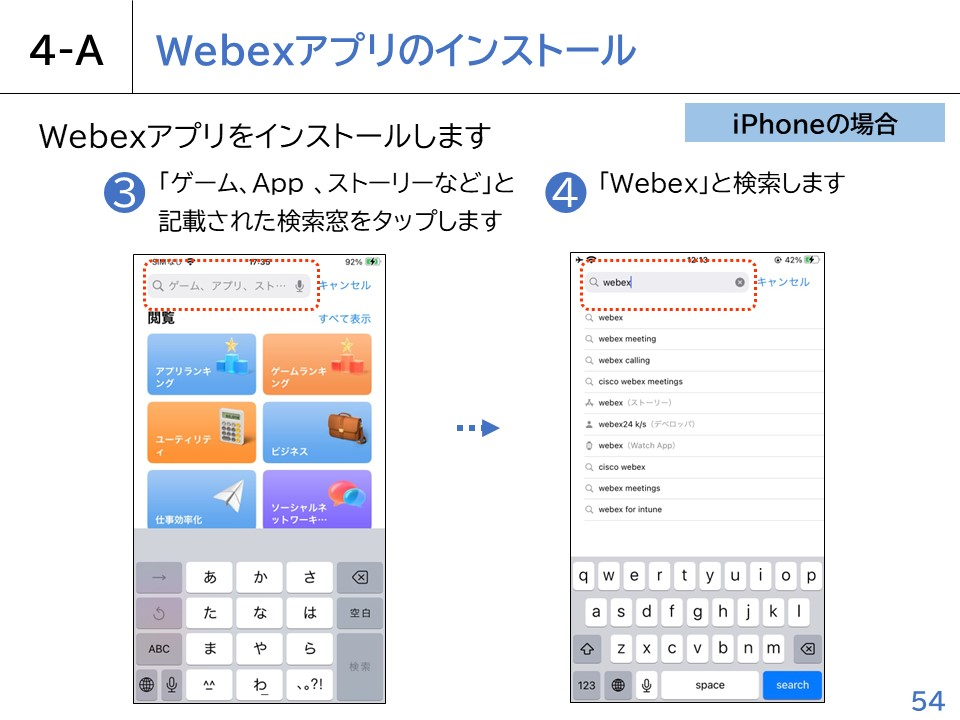 4-A
Webexアプリのインストール
iPhoneの場合
Webexアプリをインストールします
3
「ゲーム、App 、ストーリーなど」と
記載された検索窓をタップします
4
「Webex」と検索します
17:35
92%
ゲーム、アプリ、スト…
キャンセル
閲覧
すべて表示
アプリランキ
ング
ゲームランキ
ング
ユーティリテ
ィ
ビジネス
仕事効率化
ソーシャルネ
ットワーキ…
→ あ か さ
た な は 空白
ABC ま や ら
検索
^^ わ 、。?!
12:13
42%
webex
キャンセル
webex
webex meeting
webex calling
cisco webex meetings
webex（ストーリー）
webex24 k/s（デベロッパ）
webex（Watch App）
cisco webex
webex meetings
webex for intune
q w e r t y u i o p
a s d f g h j k l
z x c v b n m
123 space search
54